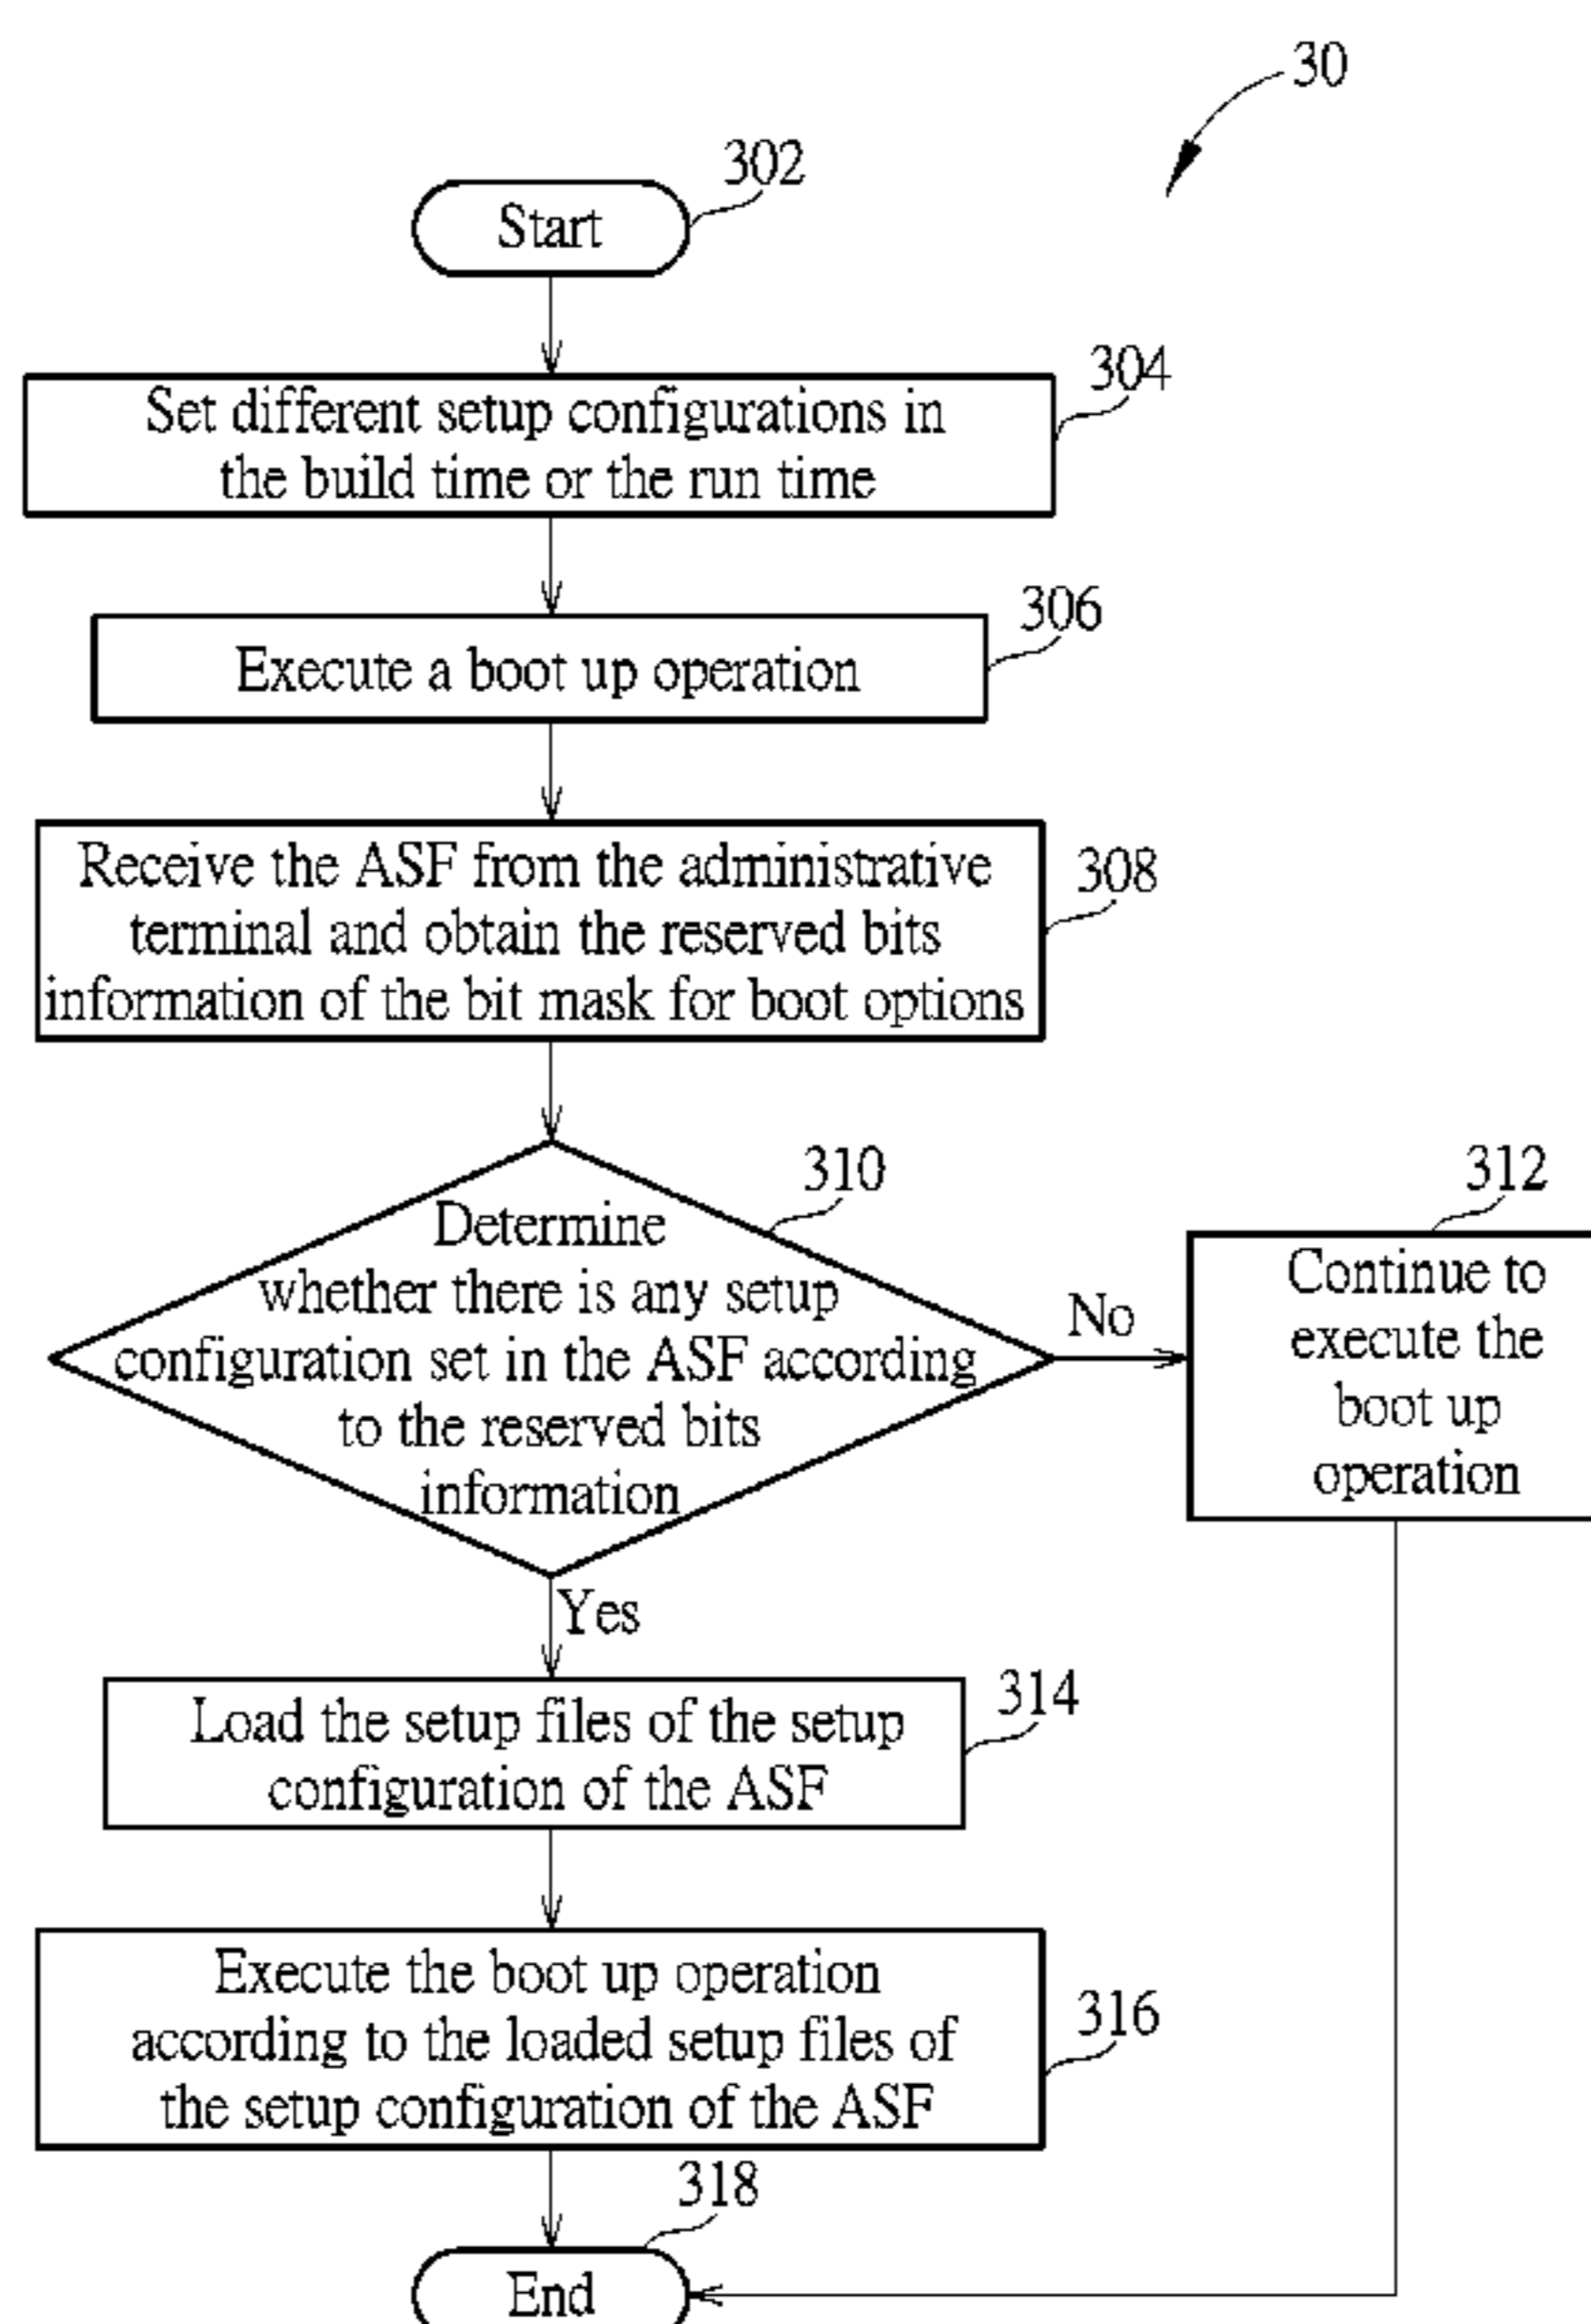 30
302
Start
304
Set different setup configurations in
the build time or the run time
306
Execute a boot up operation
308
Receive the ASF from the administrative
terminal and obtain the reserved bits
information of the bit mask for boot options
310
Determine
whether there is any setup
configuration set in the ASF according
to the reserved bits
information
No
312
Continue to
execute the
boot up
operation
Yes
314
Load the setup files of the setup
configuration of the ASF
316
Execute the boot up operation
according to the loaded setup files of
the setup configuration of the ASF
318
End